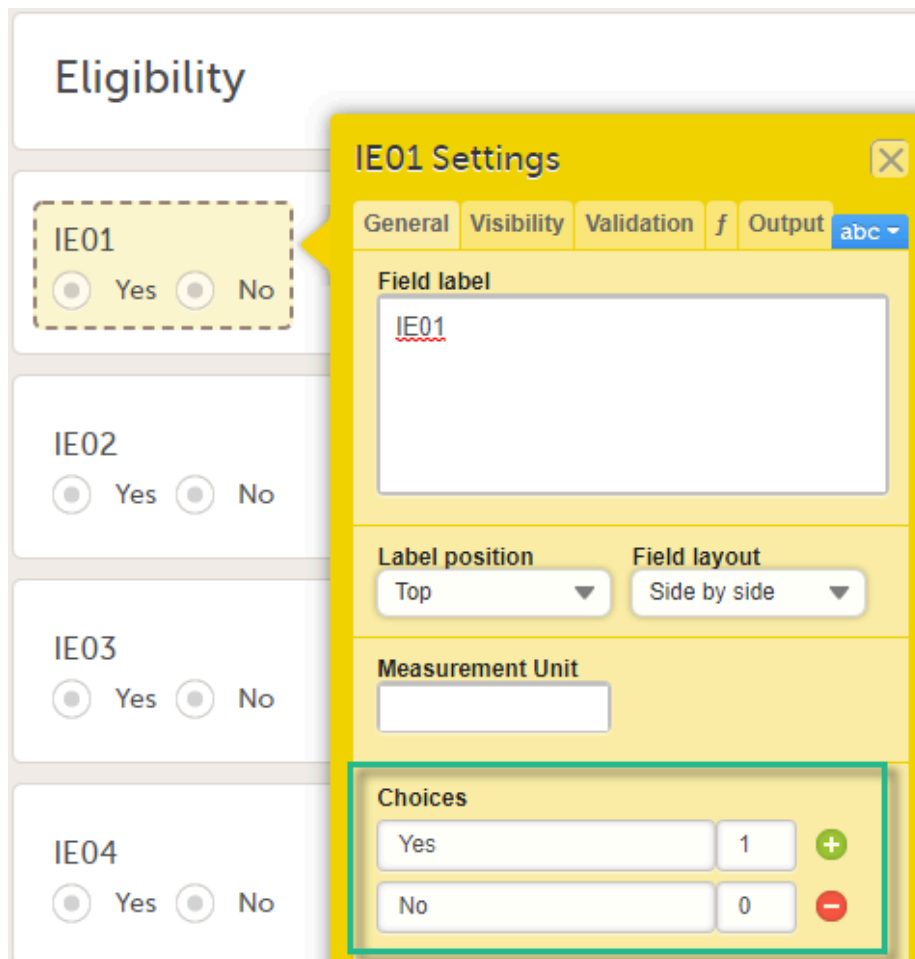 Eligibility
IE01
Yes No
IE02
Yes No
IE03
Yes No
IE04
Yes No
IE01 Settings
General Visibility Validation ƒ Output abc
Field label
IE01
Label position Field layout
Top Side by side
Measurement Unit
Choices
Yes 1
No 0